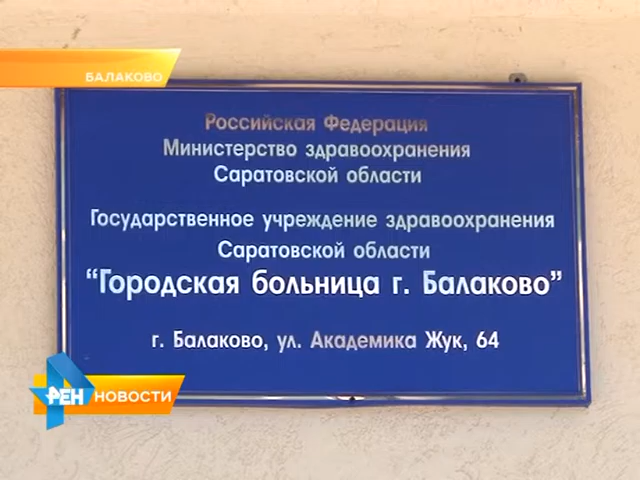 БАЛАКОВО
Российская Федерация
Министерство здравоохранения
Саратовской области
Государственное учреждение здравоохранения
Саратовской области
“Городская больница г. Балаково”
г. Балаково, ул. Академика Жук, 64
РЕН НОВОСТИ